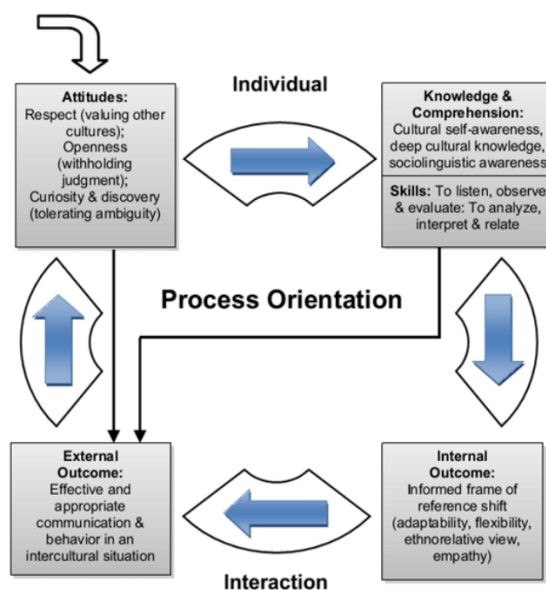 Individual
Attitudes:
Respect (valuing other
cultures);
Openness
(withholding
judgment);
Curiosity & discovery
(tolerating ambiguity)
Knowledge &
Comprehension:
Cultural self-awareness,
deep cultural knowledge,
sociolinguistic awareness
Skills: To listen, observe
& evaluate: To analyze,
interpret & relate
Process Orientation
External
Outcome:
Effective and
appropriate
communication &
behavior in an
intercultural situation
Internal
Outcome:
Informed frame of
reference shift
(adaptability, flexibility,
ethnorelative view,
empathy)
Interaction